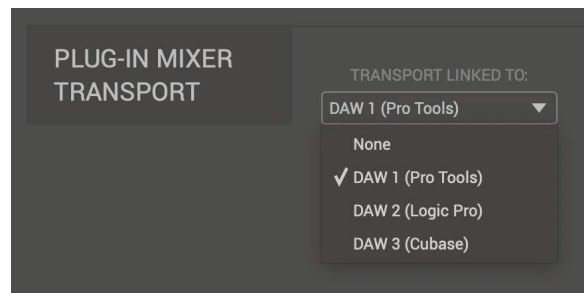 PLUG-IN MIXER
TRANSPORT
TRANSPORT LINKED TO:
DAW 1 (Pro Tools)
None
DAW 1 (Pro Tools)
DAW 2 (Logic Pro)
DAW 3 (Cubase)